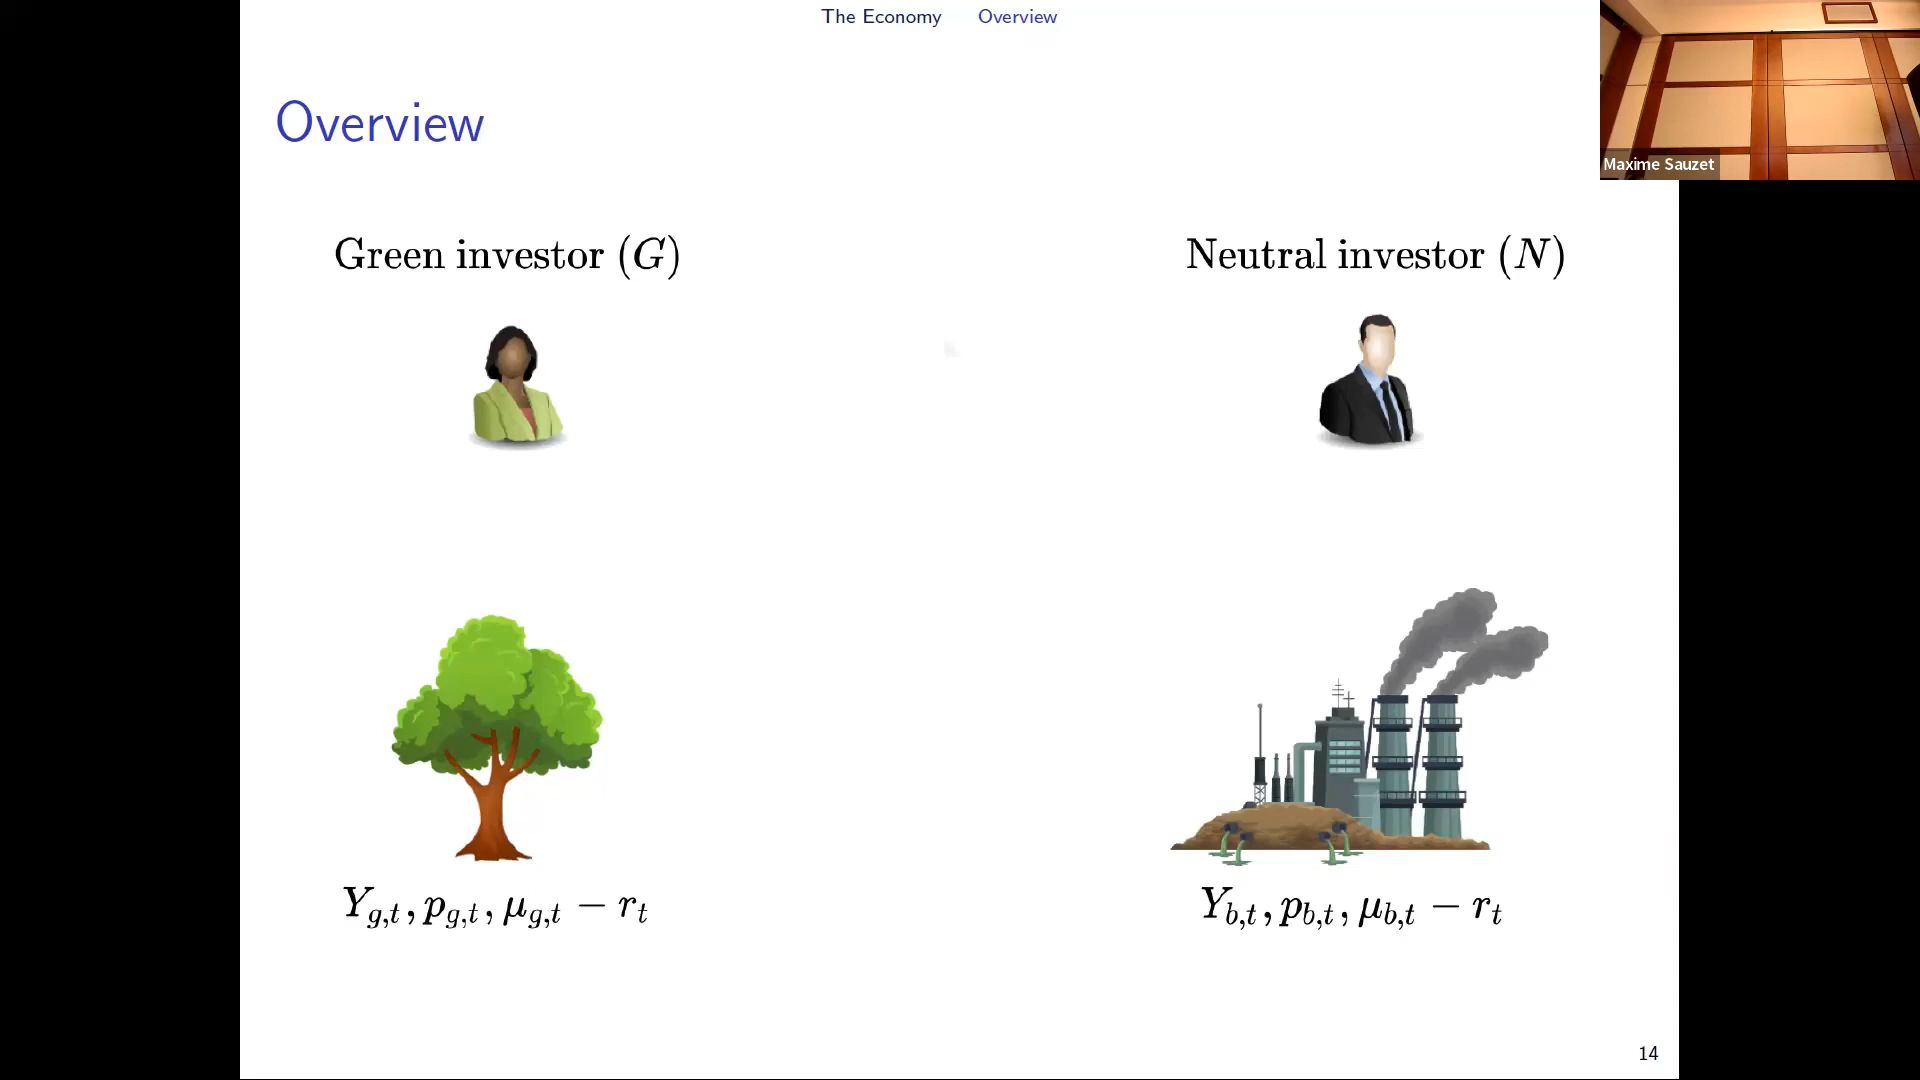 The Economy Overview
Overview
Maxime Sauzet
Green investor (G)
Neutral investor (N)
Y_{g,t}, p_{g,t}, μ_{g,t} − r_t
Y_{b,t}, p_{b,t}, μ_{b,t} − r_t
14